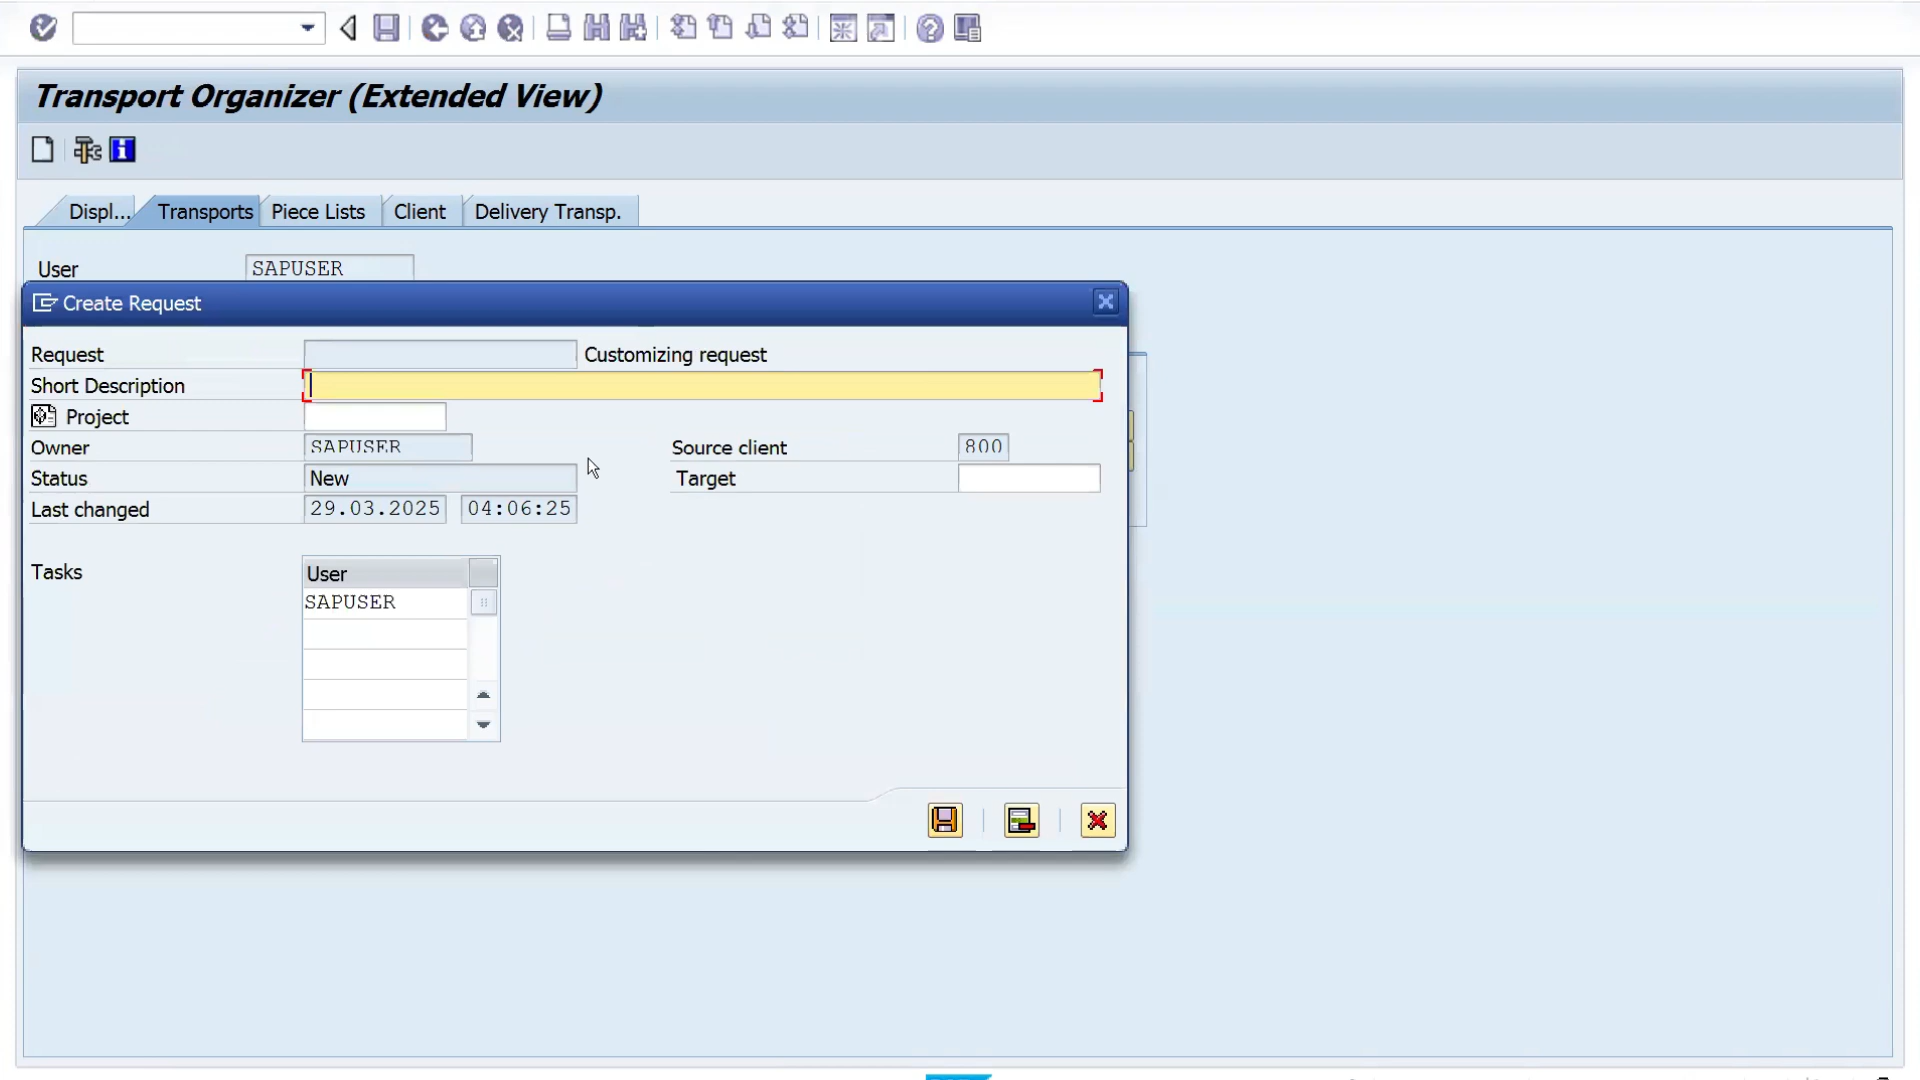 Transport Organizer (Extended View)
Displ... Transports Piece Lists Client Delivery Transp.
User SAPUSER
Create Request
Request Customizing request
Short Description
Project
Owner SAPUSER Source client 800
Status New Target
Last changed 29.03.2025 04:06:25
Tasks User
SAPUSER